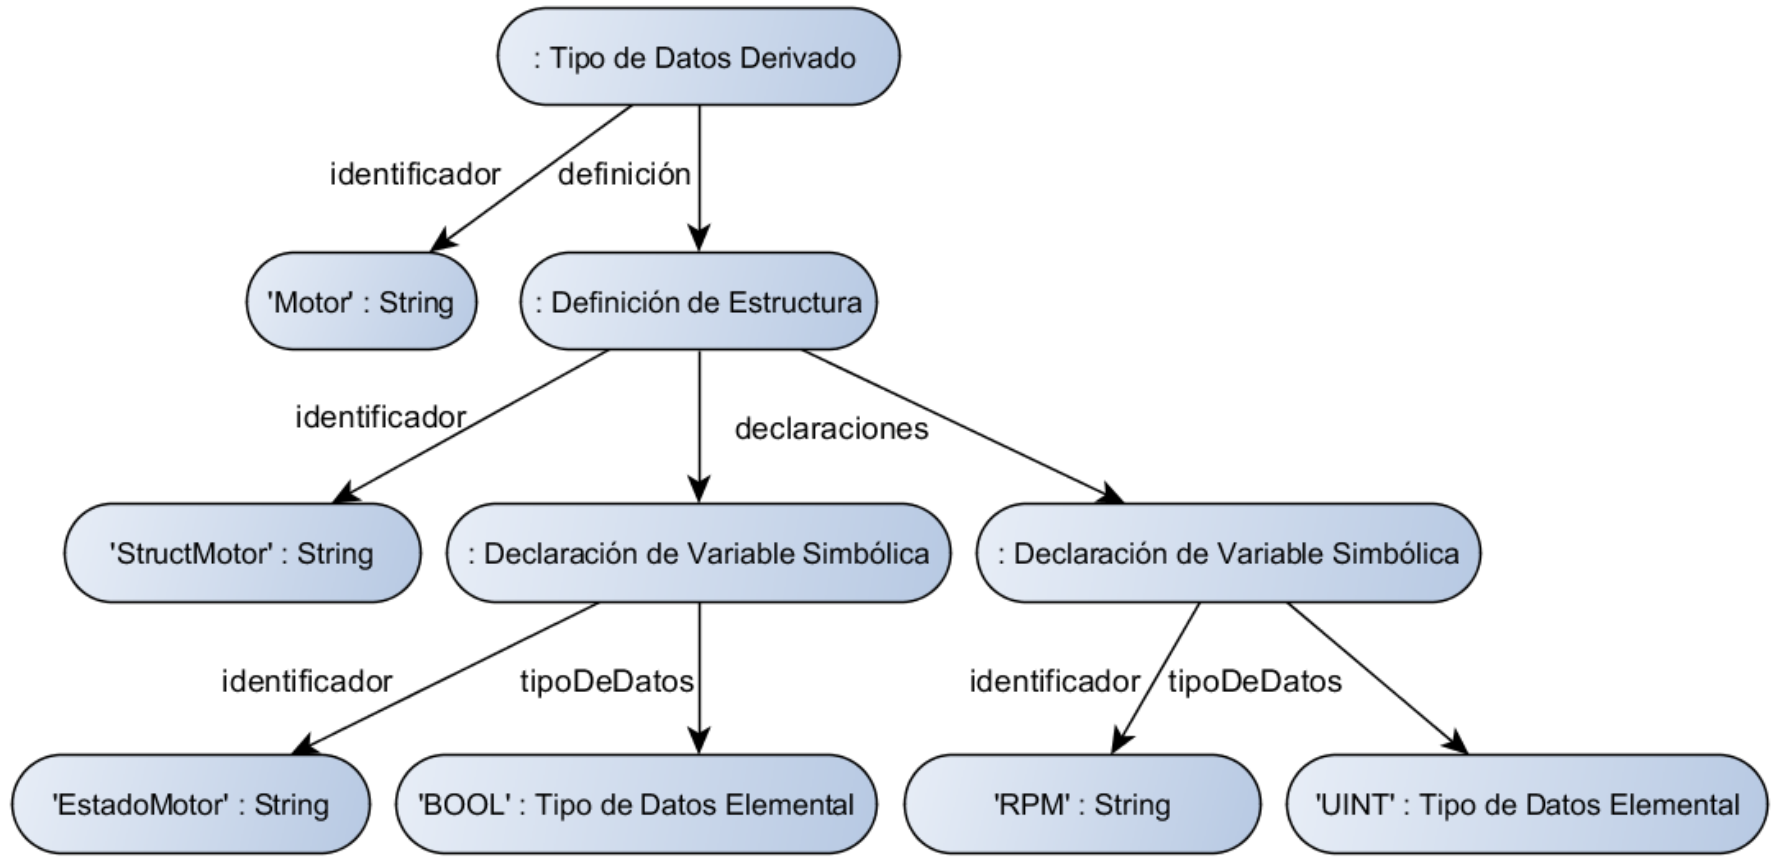 : Tipo de Datos Derivado
identificador
definición
'Motor' : String
: Definición de Estructura
identificador
declaraciones
'StructMotor' : String
: Declaración de Variable Simbólica
: Declaración de Variable Simbólica
identificador
tipoDeDatos
identificador
tipoDeDatos
'EstadoMotor' : String
'BOOL' : Tipo de Datos Elemental
'RPM' : String
'UINT' : Tipo de Datos Elemental